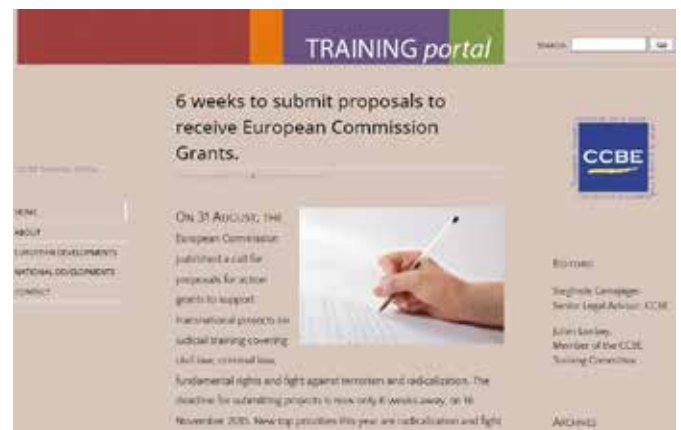 TRAINING portal
SEARCH
GO
6 weeks to submit proposals to
receive European Commission
Grants.
CCBE
HOME
ABOUT
EUROPEAN DEVELOPMENTS
NATIONAL DEVELOPMENTS
CONTACT
ON 31 AUGUST, THE
European Commission
published a call for
proposals for action
grants to support
transnational projects on
judicial training covering
civil law, criminal law,
fundamental rights and fight against terrorism and radicalization. The
deadline for submitting projects is now only 6 weeks away, on 16
November 2015. New top priorities this year are radicalization and fight
EDITORS
Senior Legal Advisor, CCBE
Member of the CCBE
Training Committee
ARCHIVES